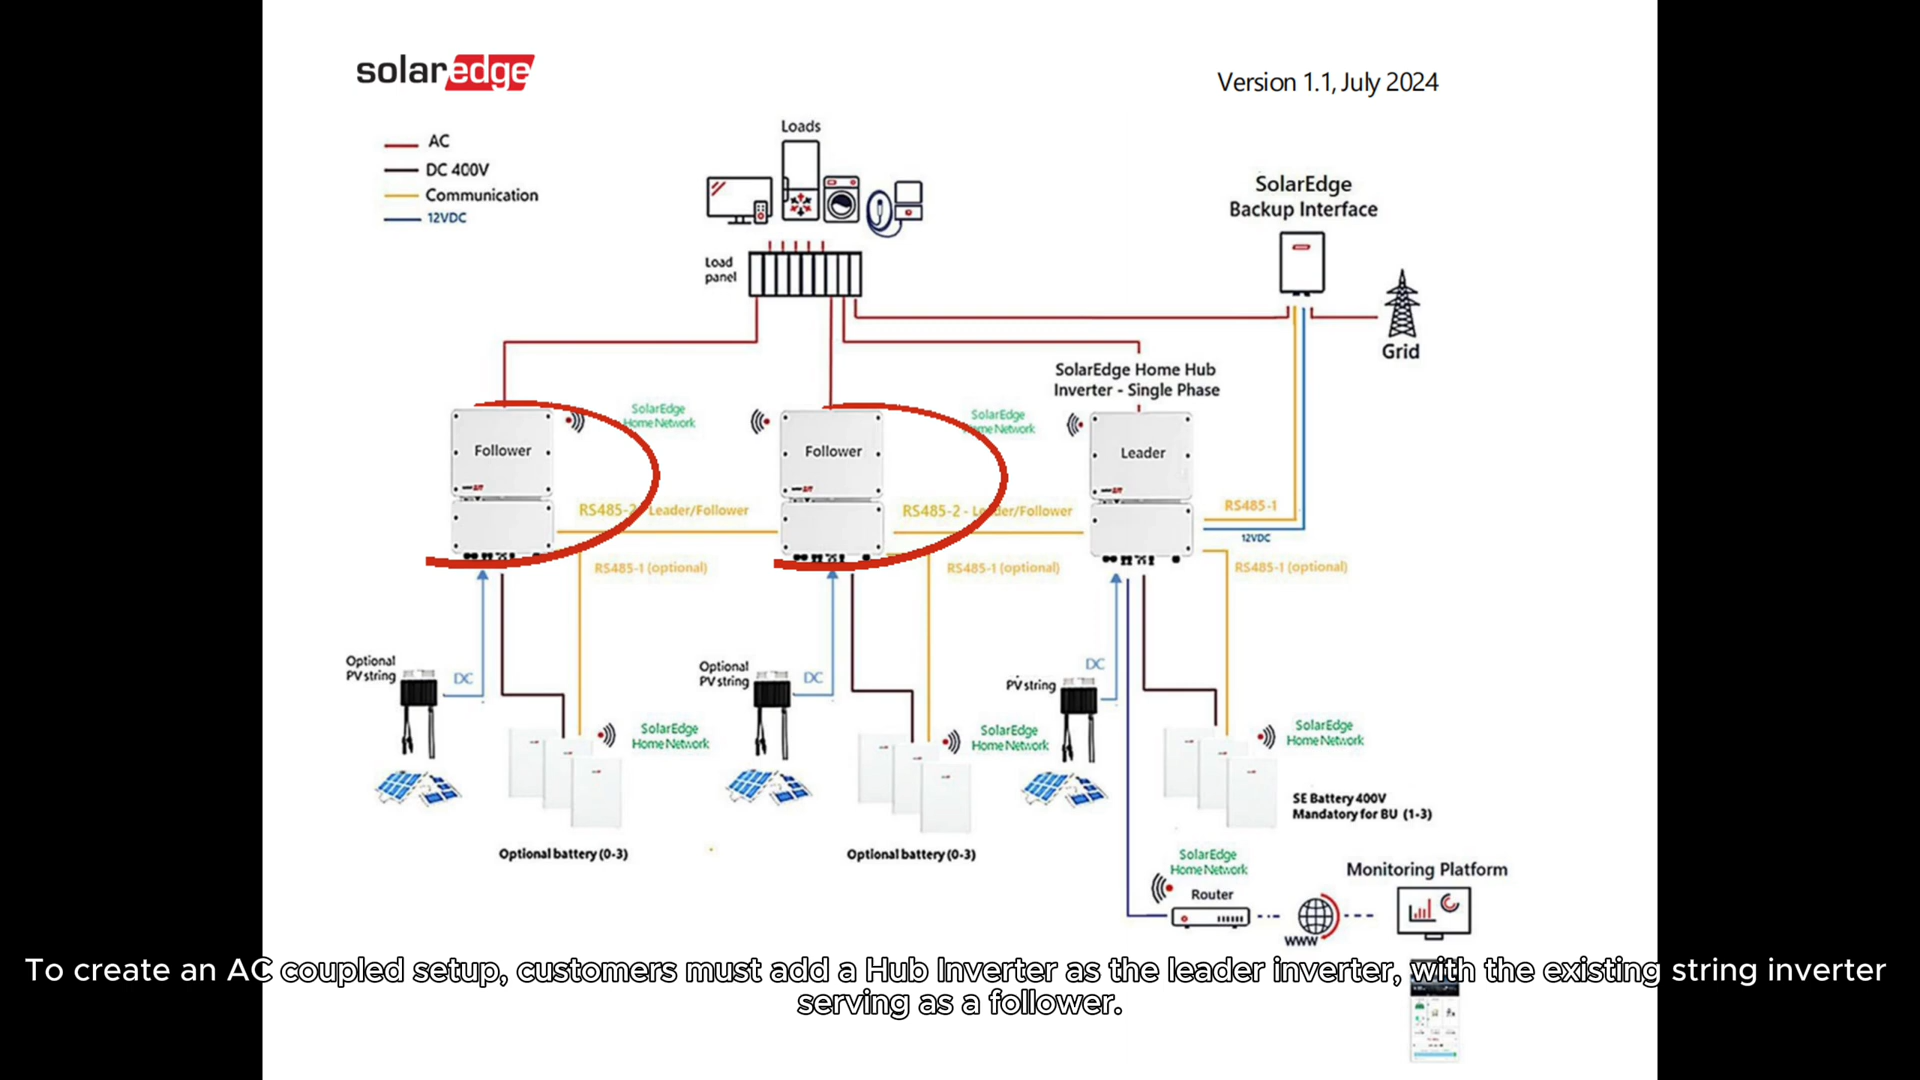 solaredge
Version 1.1, July 2024
AC
DC 400V
Communication
12VDC
Loads
Load
panel
SolarEdge
Backup Interface
Grid
SolarEdge Home Hub
Inverter - Single Phase
Follower
SolarEdge
Home Network
Follower
SolarEdge
Home Network
Leader
RS485-2 - Leader/Follower
RS485-2 - Leader/Follower
RS485-1
12VDC
RS485-1 (optional)
RS485-1 (optional)
RS485-1 (optional)
Optional
PV string
DC
Optional
PV string
DC
PV string
DC
SolarEdge
Home Network
SolarEdge
Home Network
SolarEdge
Home Network
SE Battery 400V
Mandatory for BU (1-3)
Optional battery (0-3)
Optional battery (0-3)
SolarEdge
Home Network
Router
WWW
Monitoring Platform
To create an AC coupled setup, customers must add a Hub Inverter as the leader inverter, with the existing string inverter
serving as a follower.